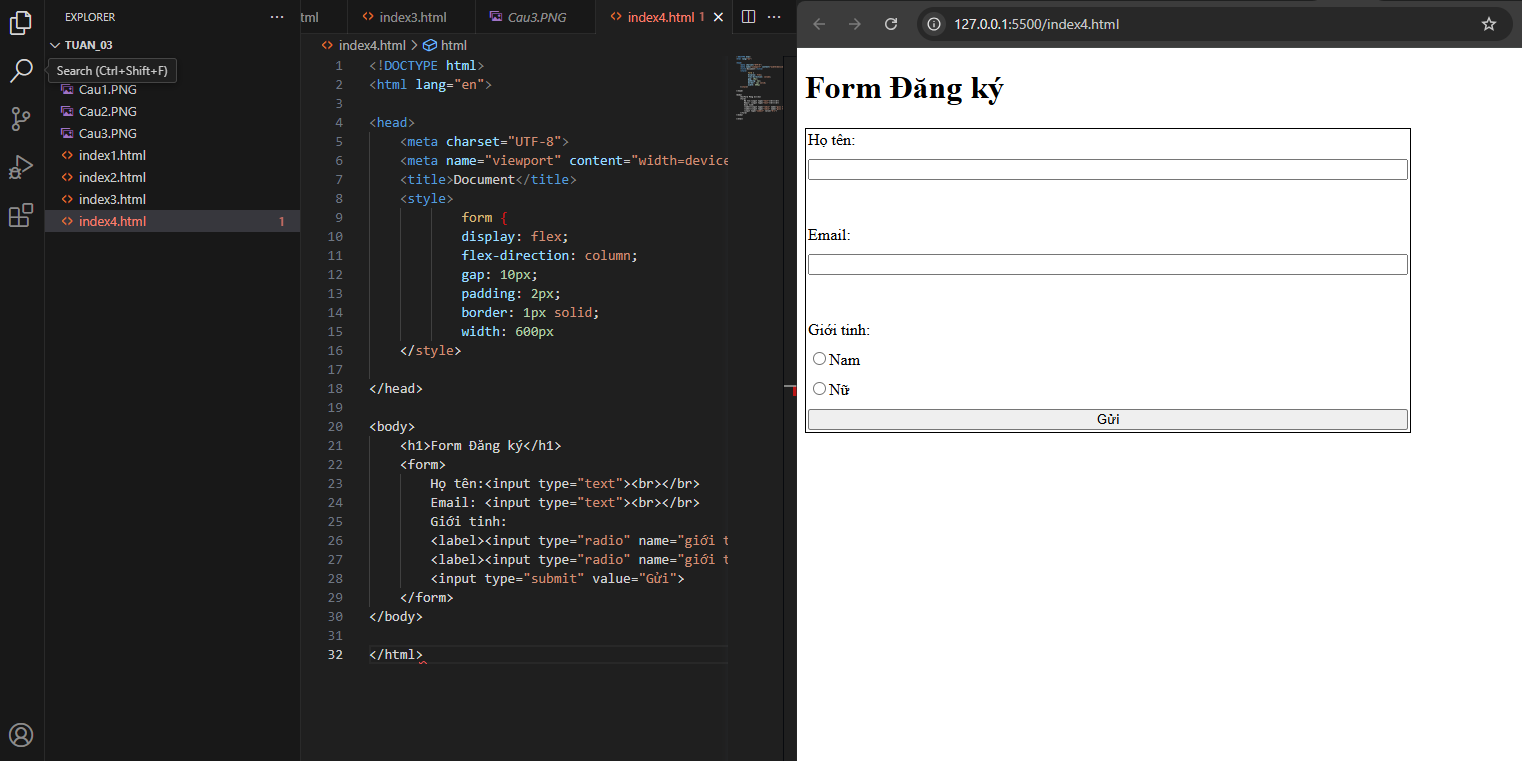 EXPLORER
TUAN_03
Search (Ctrl+Shift+F)
Cau1.PNG
Cau2.PNG
Cau3.PNG
index1.html
index2.html
index3.html
index4.html 1
tml
index3.html
Cau3.PNG
index4.html 1
index4.html > html
1 <!DOCTYPE html>
2 <html lang="en">
3
4 <head>
5 <meta charset="UTF-8">
6 <meta name="viewport" content="width=device
7 <title>Document</title>
8 <style>
9 form {
10 display: flex;
11 flex-direction: column;
12 gap: 10px;
13 padding: 2px;
14 border: 1px solid;
15 width: 600px
16 </style>
17
18 </head>
19
20 <body>
21 <h1>Form Đăng ký</h1>
22 <form>
23 Họ tên:<input type="text"><br></br>
24 Email: <input type="text"><br></br>
25 Giới tinh:
26 <label><input type="radio" name="giới t
27 <label><input type="radio" name="giới t
28 <input type="submit" value="Gửi">
29 </form>
30 </body>
31
32 </html>
127.0.0.1:5500/index4.html
Form Đăng ký
Họ tên:
Email:
Giới tinh:
Nam
Nữ
Gửi